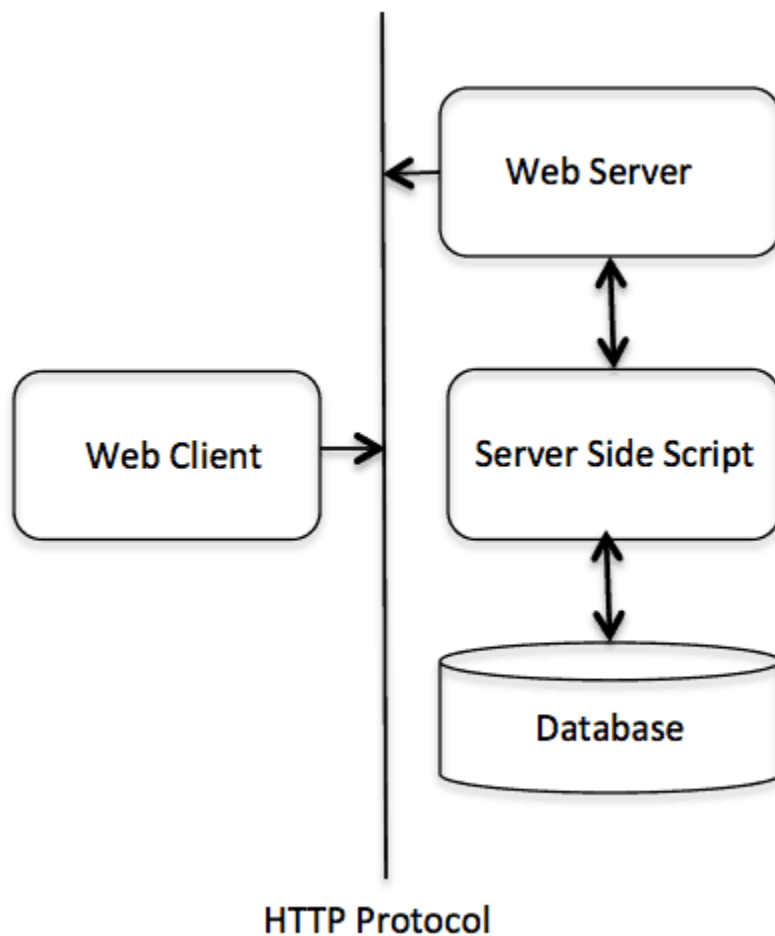 Web Server
Web Client
Server Side Script
Database
HTTP Protocol